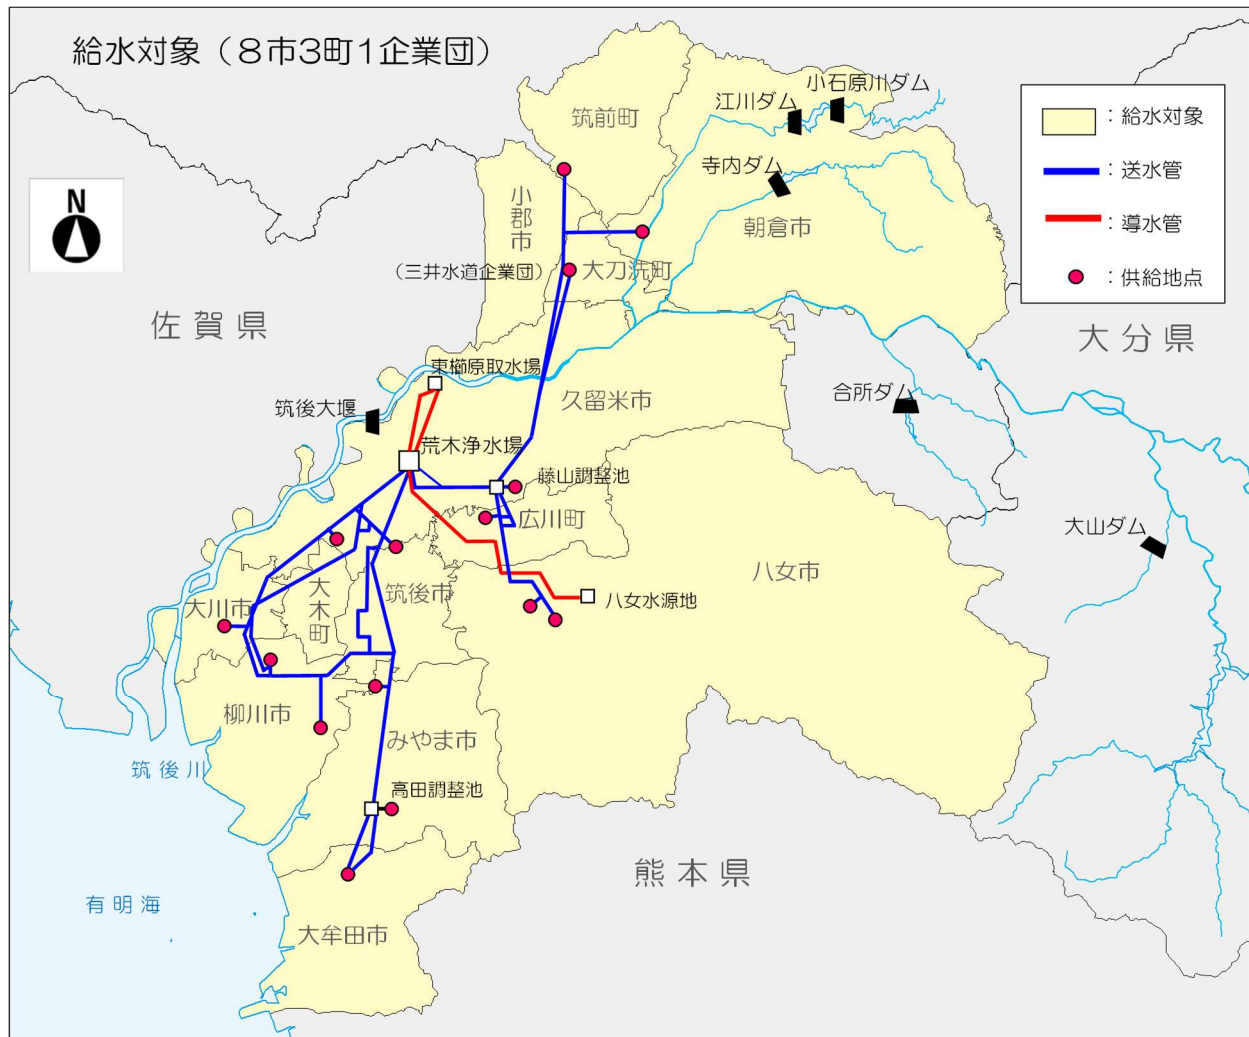 給水対象（８市３町１企業団）
N
：給水対象
：送水管
：導水管
：供給地点
小石原川ダム
江川ダム
寺内ダム
筑前町
朝倉市
小郡市
（三井水道企業団）
大刀洗町
佐賀県
大分県
東櫛原取水場
筑後大堰
久留米市
合所ダム
荒木浄水場
藤山調整池
広川町
大山ダム
八女市
八女水源地
筑後市
大木町
大川市
柳川市
みやま市
筑後川
高田調整池
熊本県
有明海
大牟田市